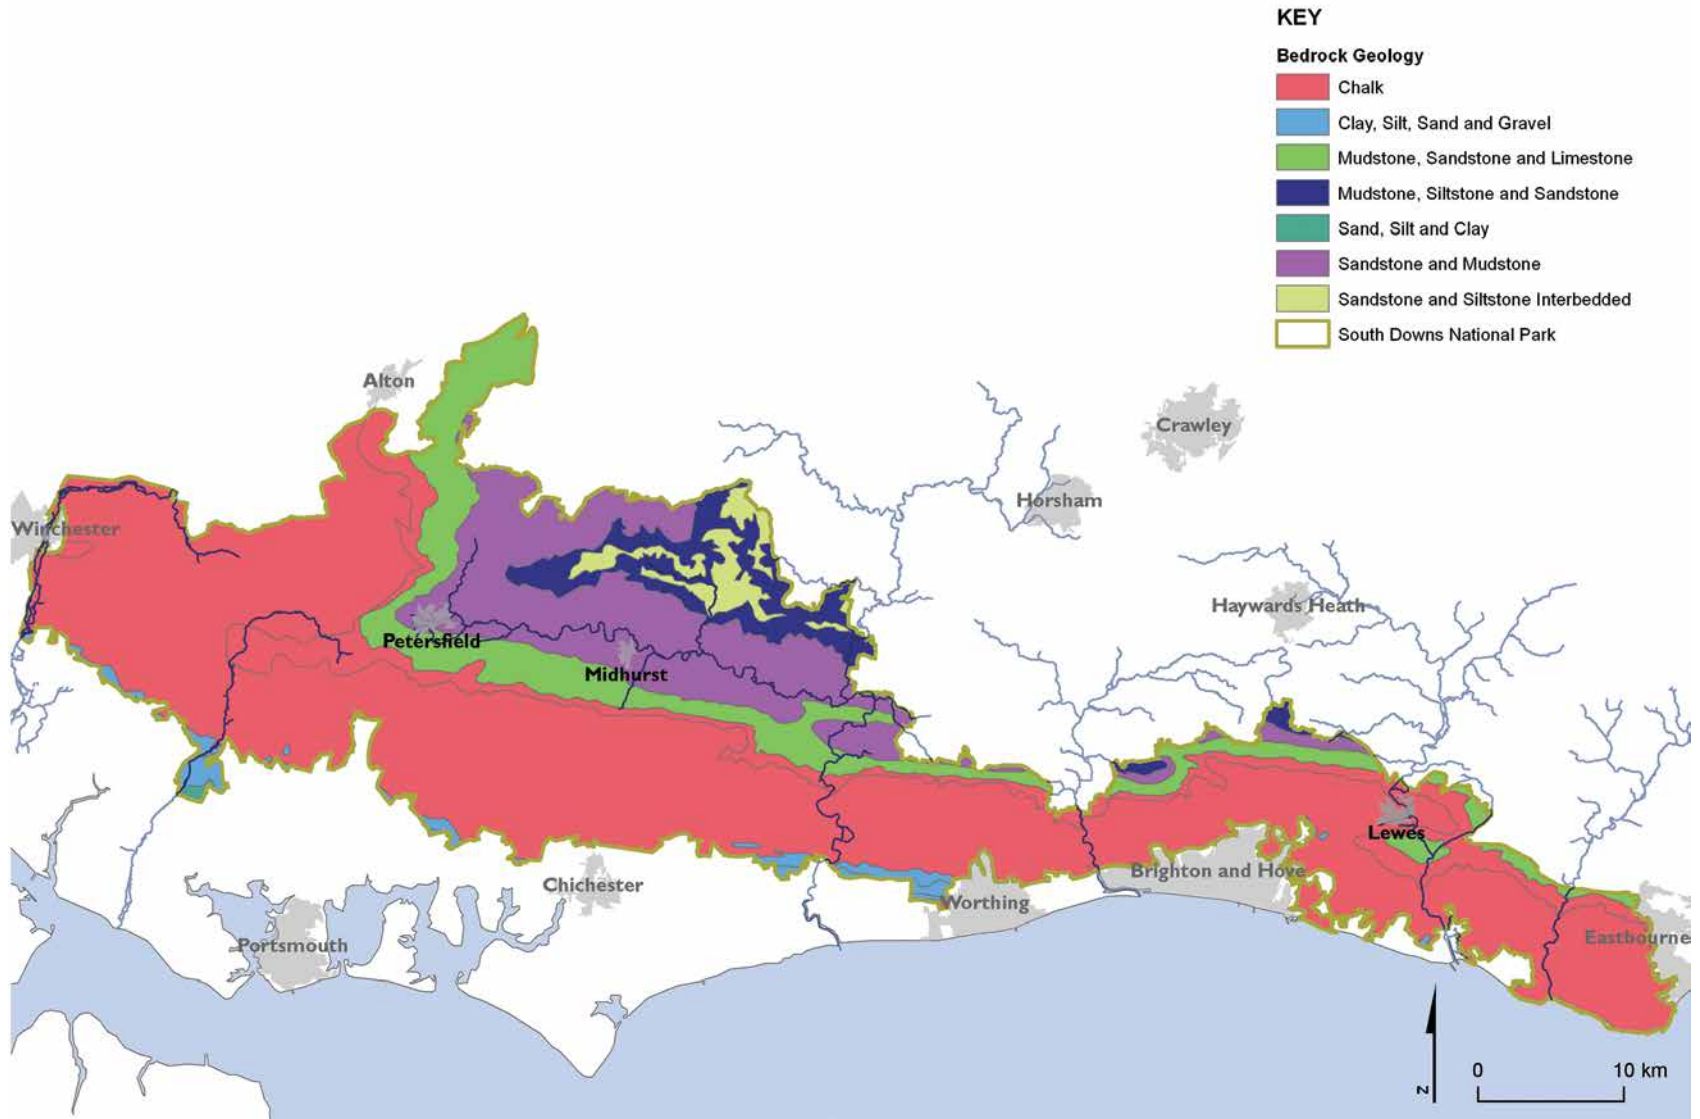 KEY
Bedrock Geology
Chalk
Clay, Silt, Sand and Gravel
Mudstone, Sandstone and Limestone
Mudstone, Siltstone and Sandstone
Sand, Silt and Clay
Sandstone and Mudstone
Sandstone and Siltstone Interbedded
South Downs National Park
Alton
Crawley
Horsham
Winchester
Haywards Heath
Petersfield
Midhurst
Lewes
Brighton and Hove
Chichester
Worthing
Portsmouth
Eastbourne
0 10 km
N